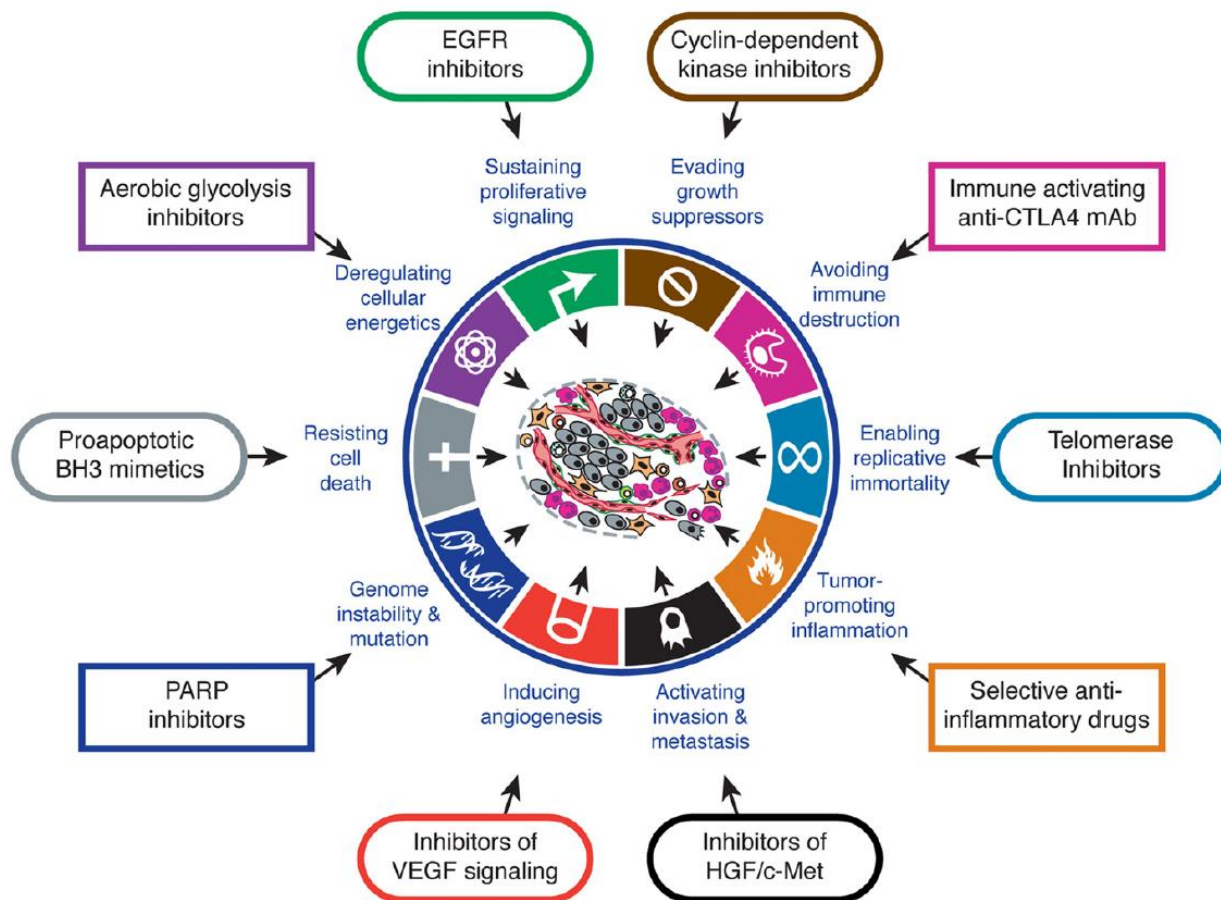 EGFR
inhibitors
Cyclin-dependent
kinase inhibitors
Sustaining
proliferative
signaling
Evading
growth
suppressors
Aerobic glycolysis
inhibitors
Immune activating
anti-CTLA4 mAb
Deregulating
cellular
energetics
Avoiding
immune
destruction
Proapoptotic
BH3 mimetics
Resisting
cell
death
Enabling
replicative
immortality
Telomerase
Inhibitors
Genome
instability &
mutation
Tumor-
promoting
inflammation
PARP
inhibitors
Inducing
angiogenesis
Activating
invasion &
metastasis
Selective anti-
inflammatory drugs
Inhibitors of
VEGF signaling
Inhibitors of
HGF/c-Met